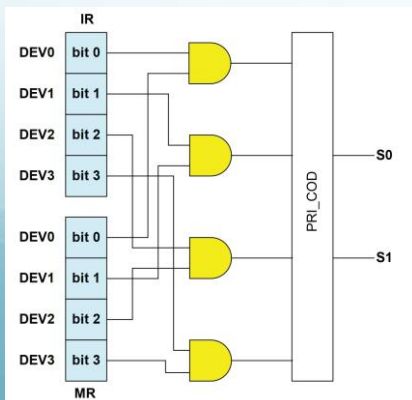 IR
DEV0 bit 0
DEV1 bit 1
DEV2 bit 2
DEV3 bit 3
DEV0 bit 0
DEV1 bit 1
DEV2 bit 2
DEV3 bit 3
MR
PRI_COD
S0
S1